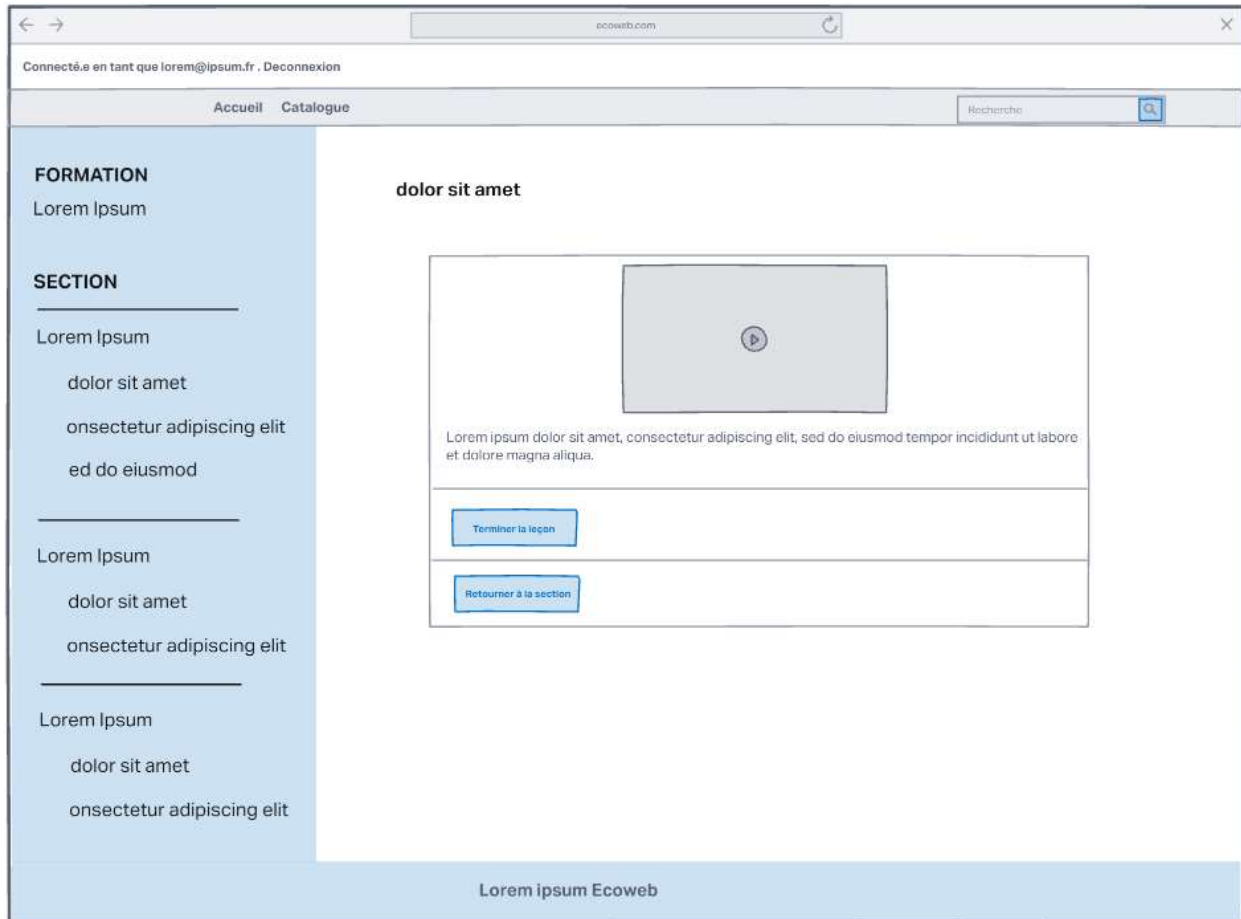 ecoweb.com
Connecté.e en tant que lorem@ipsum.fr . Deconnexion
Accueil Catalogue
Recherche
FORMATION
Lorem Ipsum
SECTION
Lorem Ipsum
dolor sit amet
onsectetur adipiscing elit
ed do eiusmod
Lorem Ipsum
dolor sit amet
onsectetur adipiscing elit
Lorem Ipsum
dolor sit amet
onsectetur adipiscing elit
dolor sit amet
Lorem ipsum dolor sit amet, consectetur adipiscing elit, sed do eiusmod tempor incididunt ut labore
et dolore magna aliqua.
Terminer la leçon
Retourner à la section
Lorem ipsum Ecoweb